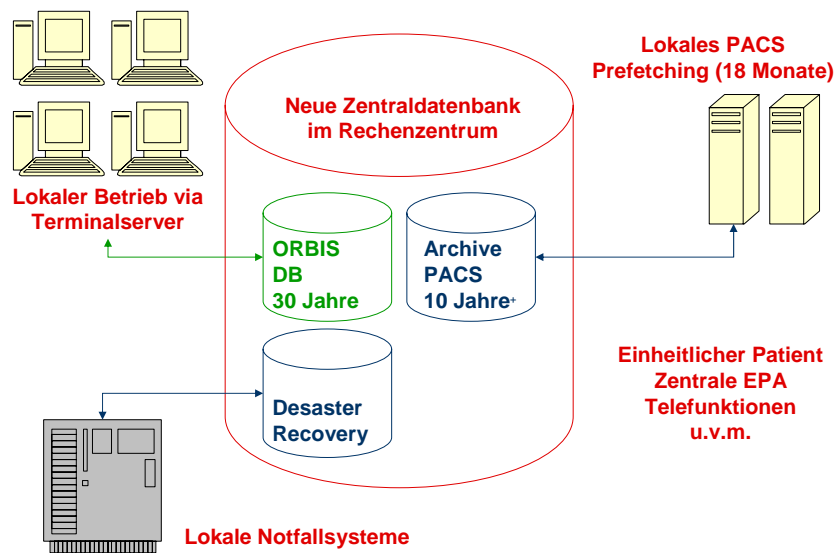 Lokales PACS
Prefetching (18 Monate)
Neue Zentraldatenbank
im Rechenzentrum
Lokaler Betrieb via
Terminalserver
ORBIS
DB
30 Jahre
Archive
PACS
10 Jahre+
Einheitlicher Patient
Zentrale EPA
Telefunktionen
u.v.m.
Desaster
Recovery
Lokale Notfallsysteme